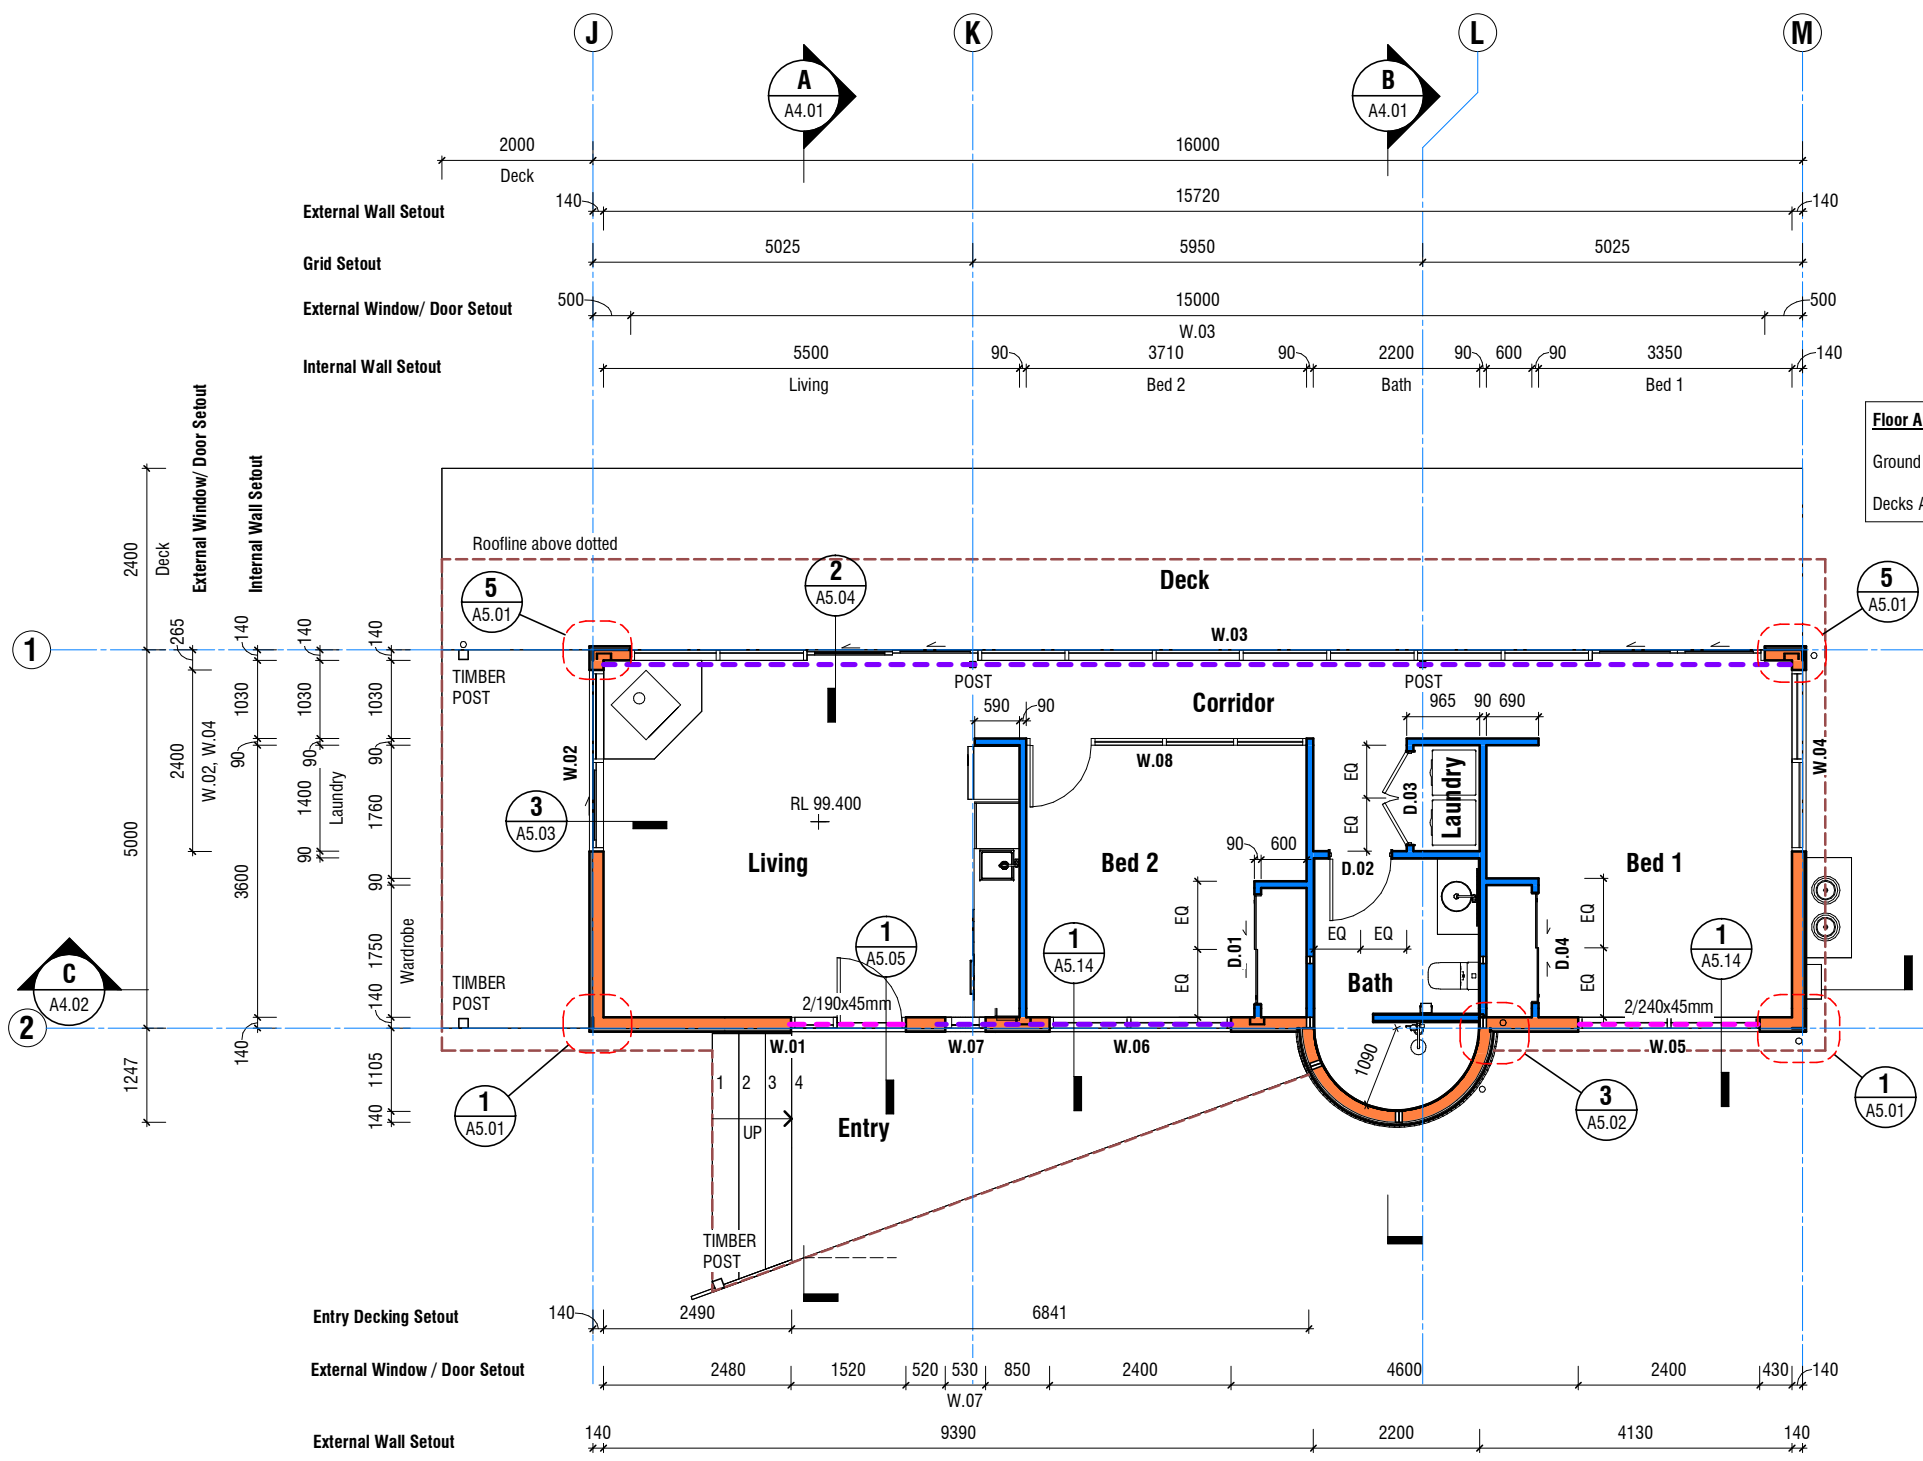 J
K
L
M
A
A4.01
B
A4.01
2000
16000
Deck
External Wall Setout
140
15720
140
Grid Setout
5025
5950
5025
External Window/ Door Setout
500
15000
500
W.03
Internal Wall Setout
5500
90
3710
90
2200
90
600
90
3350
140
Living
Bed 2
Bath
Bed 1
Floor A
Ground
Decks A
External Window/ Door Setout
Internal Wall Setout
2400
Deck
265
140
140
140
5000
2400
W.02, W.04
1030
90
3600
140
1030
90
1400
Laundry
90
1030
90
1760
90
1750
Wardrobe
140
1105
140
1247
Roofline above dotted
Deck
5
A5.01
2
A5.04
5
A5.01
1
W.03
TIMBER
POST
POST
POST
Corridor
590
90
965
90
690
W.02
W.08
W.04
EQ
EQ
D.03
Laundry
RL 99.400
3
A5.03
Living
Bed 2
90
600
D.02
Bed 1
EQ
EQ
D.01
EQ
EQ
EQ
EQ
D.04
1
A5.05
1
A5.14
1
A5.14
C
A4.02
TIMBER
POST
Bath
2/190x45mm
2/240x45mm
2
W.01
W.07
W.06
1090
W.05
1
2
3
4
UP
Entry
1
A5.01
3
A5.02
1
A5.01
TIMBER
POST
Entry Decking Setout
140
2490
6841
External Window / Door Setout
2480
1520
520
530
850
2400
4600
2400
430
140
W.07
External Wall Setout
140
9390
2200
4130
140